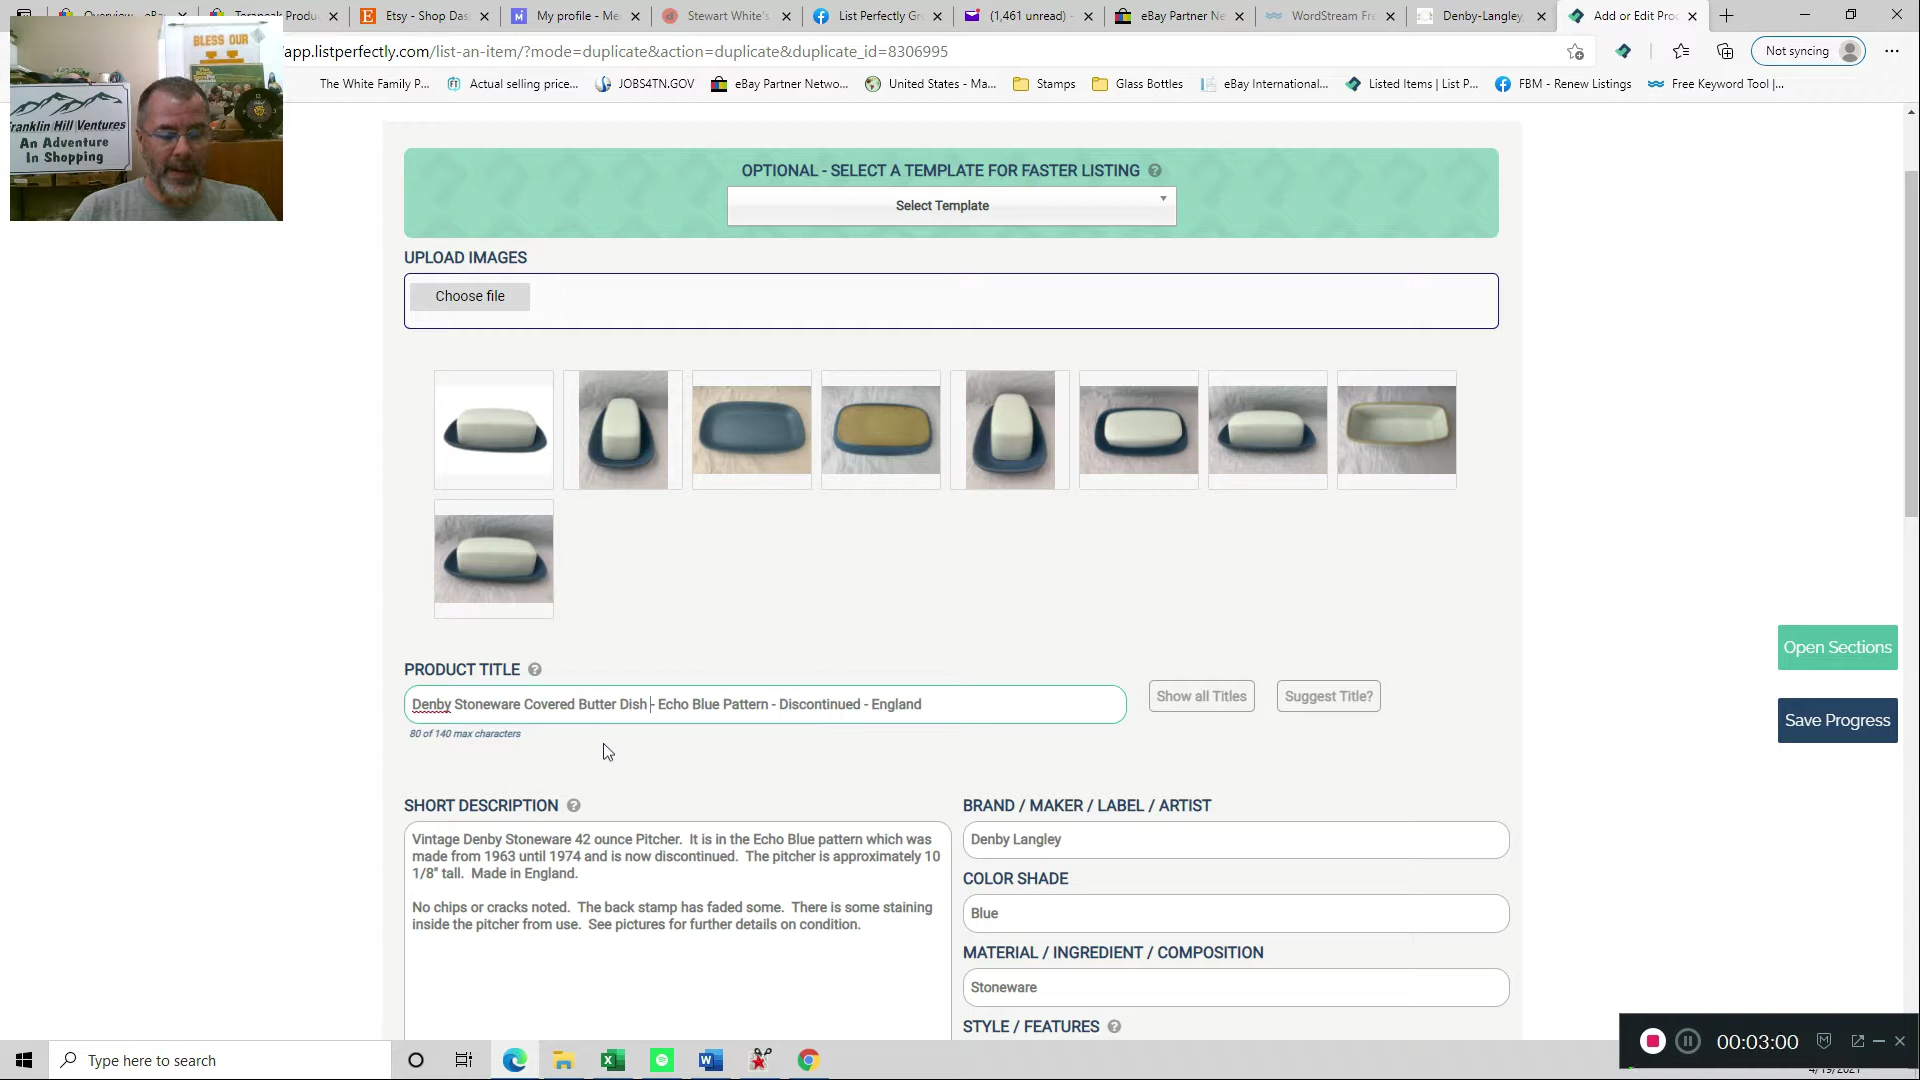 Overview - eBa
Terapeak Produ
Etsy - Shop Das
My profile - Me
Stewart White's
List Perfectly Gr
(1,461 unread) -
eBay Partner Ne
WordStream Fre
Denby-Langley
Add or Edit Proc
app.listperfectly.com/list-an-item/?mode=duplicate&action=duplicate&duplicate_id=8306995
Not syncing
The White Family P...
Actual selling price...
JOBS4TN.GOV
eBay Partner Netwo...
United States - Ma...
Stamps
Glass Bottles
eBay International...
Listed Items | List P...
FBM - Renew Listings
Free Keyword Tool |...
BLESS OUR
Franklin Hill Ventures
An Adventure
In Shopping
OPTIONAL - SELECT A TEMPLATE FOR FASTER LISTING
Select Template
UPLOAD IMAGES
Choose file
PRODUCT TITLE
Denby Stoneware Covered Butter Dish - Echo Blue Pattern - Discontinued - England
80 of 140 max characters
Show all Titles
Suggest Title?
Open Sections
Save Progress
SHORT DESCRIPTION
Vintage Denby Stoneware 42 ounce Pitcher. It is in the Echo Blue pattern which was
made from 1963 until 1974 and is now discontinued. The pitcher is approximately 10
1/8" tall. Made in England.
No chips or cracks noted. The back stamp has faded some. There is some staining
inside the pitcher from use. See pictures for further details on condition.
BRAND / MAKER / LABEL / ARTIST
Denby Langley
COLOR SHADE
Blue
MATERIAL / INGREDIENT / COMPOSITION
Stoneware
STYLE / FEATURES
00:03:00
Type here to search
4/19/2021